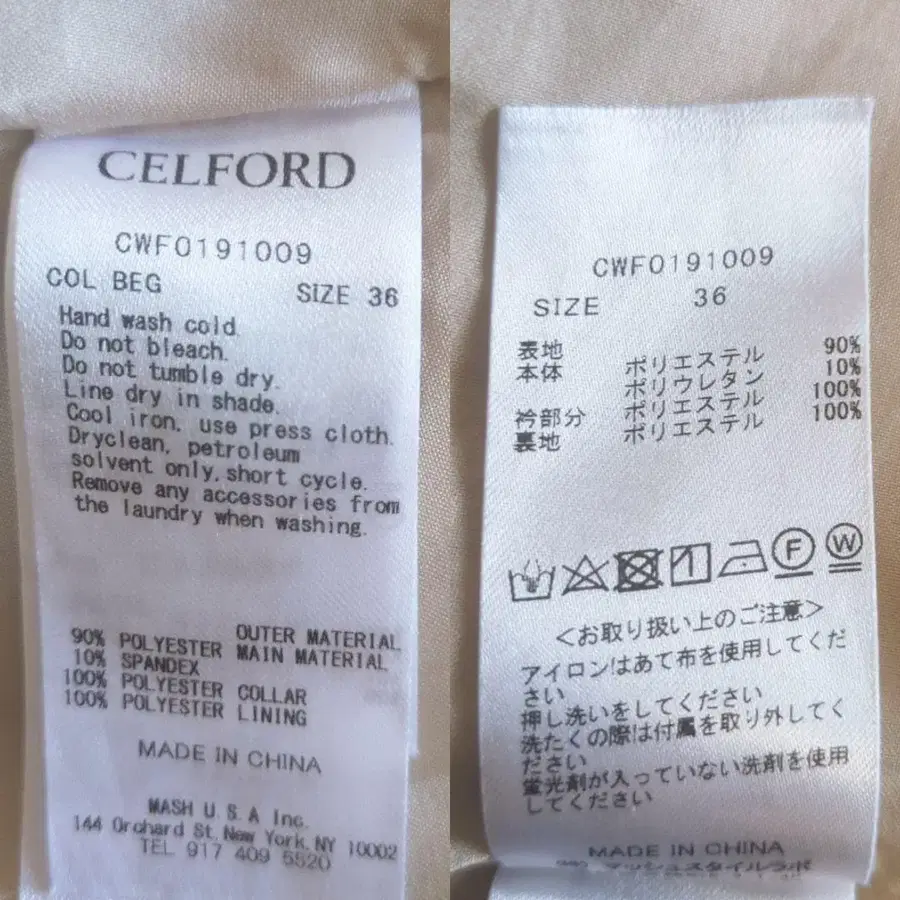 CELFORD
CWF0191009
COL BEG SIZE 36
Hand wash cold.
Do not bleach.
Do not tumble dry.
Line dry in shade.
Cool iron, use press cloth.
Dryclean, petroleum
solvent only, short cycle.
Remove any accessories from
the laundry when washing.
OUTER MATERIAL
90% POLYESTER MAIN MATERIAL
10% SPANDEX
100% POLYESTER COLLAR
100% POLYESTER LINING
MADE IN CHINA
MASH U.S.A Inc.
144 Orchard St, New York, NY 10002
TEL 917 409 5520
CWF0191009
SIZE 36
表地
本体 ポリエステル 90%
ポリウレタン 10%
衿部分 ポリエステル 100%
裏地 ポリエステル 100%
F W
<お取り扱い上のご注意>
アイロンはあて布を使用してくだ
さい
押し洗いをしてください
洗たくの際は付属を取り外してく
ださい
蛍光剤が入っていない洗剤を使用
してください
MADE IN CHINA
マッシュスタイルラボ